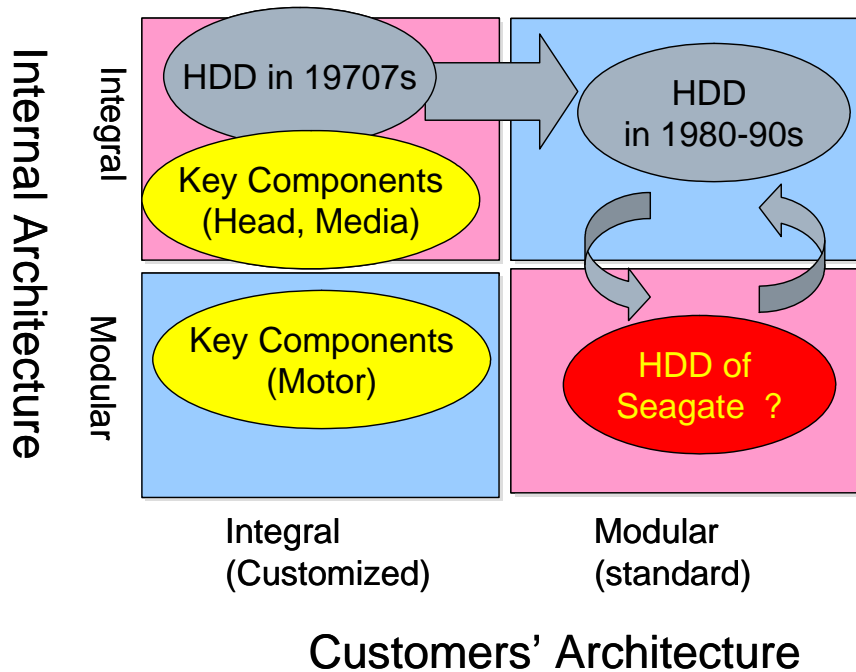 Internal Architecture
Integral
Modular
HDD in 19707s
HDD
in 1980-90s
Key Components
(Head, Media)
Key Components
(Motor)
HDD of
Seagate ?
Integral
(Customized)
Modular
(standard)
Customers’ Architecture